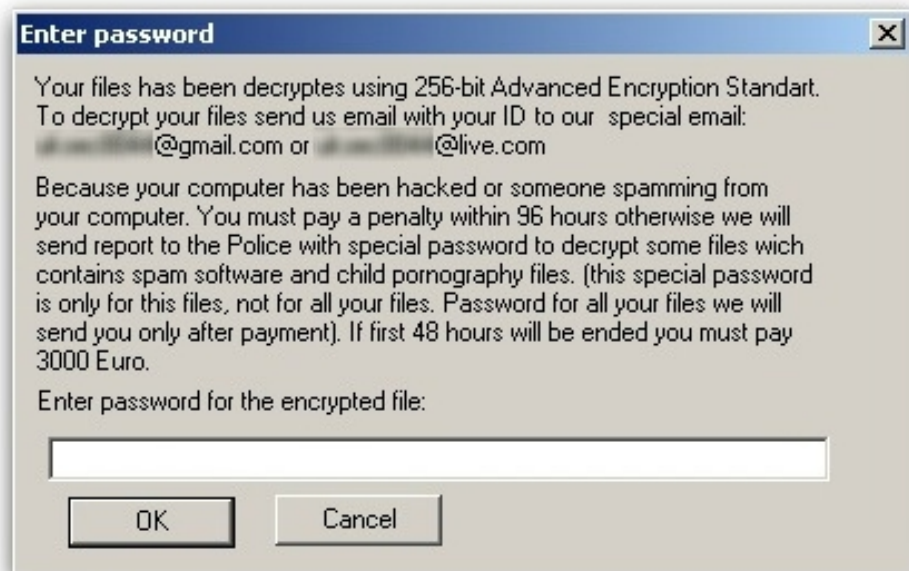 Enter password
Your files has been decryptes using 256-bit Advanced Encryption Standart.
To decrypt your files send us email with your ID to our special email:
@gmail.com or @live.com
Because your computer has been hacked or someone spamming from
your computer. You must pay a penalty within 96 hours otherwise we will
send report to the Police with special password to decrypt some files wich
contains spam software and child pornography files. (this special password
is only for this files, not for all your files. Password for all your files we will
send you only after payment). If first 48 hours will be ended you must pay
3000 Euro.
Enter password for the encrypted file:
OK Cancel